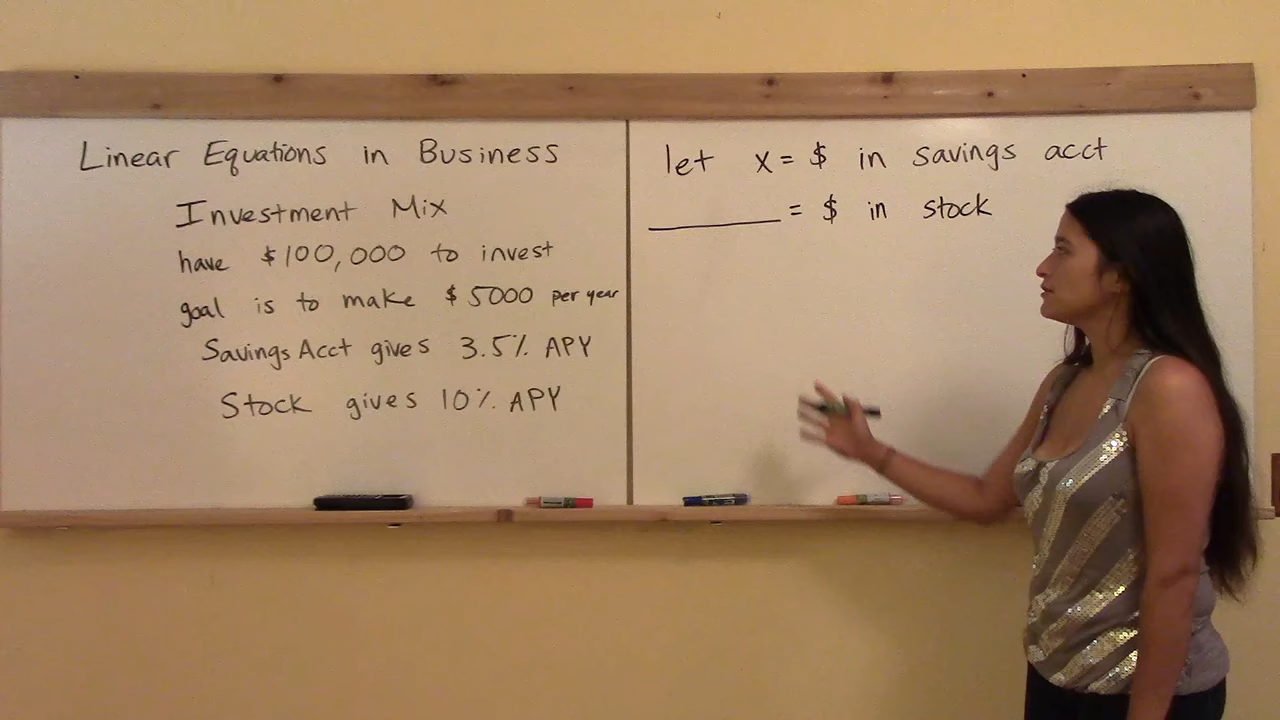 Linear Equations in Business
Investment Mix
have $100,000 to invest
goal is to make $5000 per year
Savings Acct gives 3.5% APY
Stock gives 10% APY
let x = $ in savings acct
______ = $ in stock